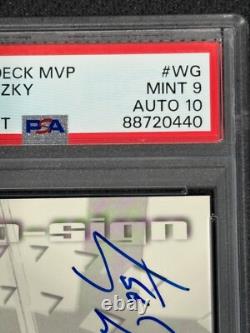 DECK MVP #WG
ZKY MINT 9
AUTO 10
T PSA 88720440
-sign